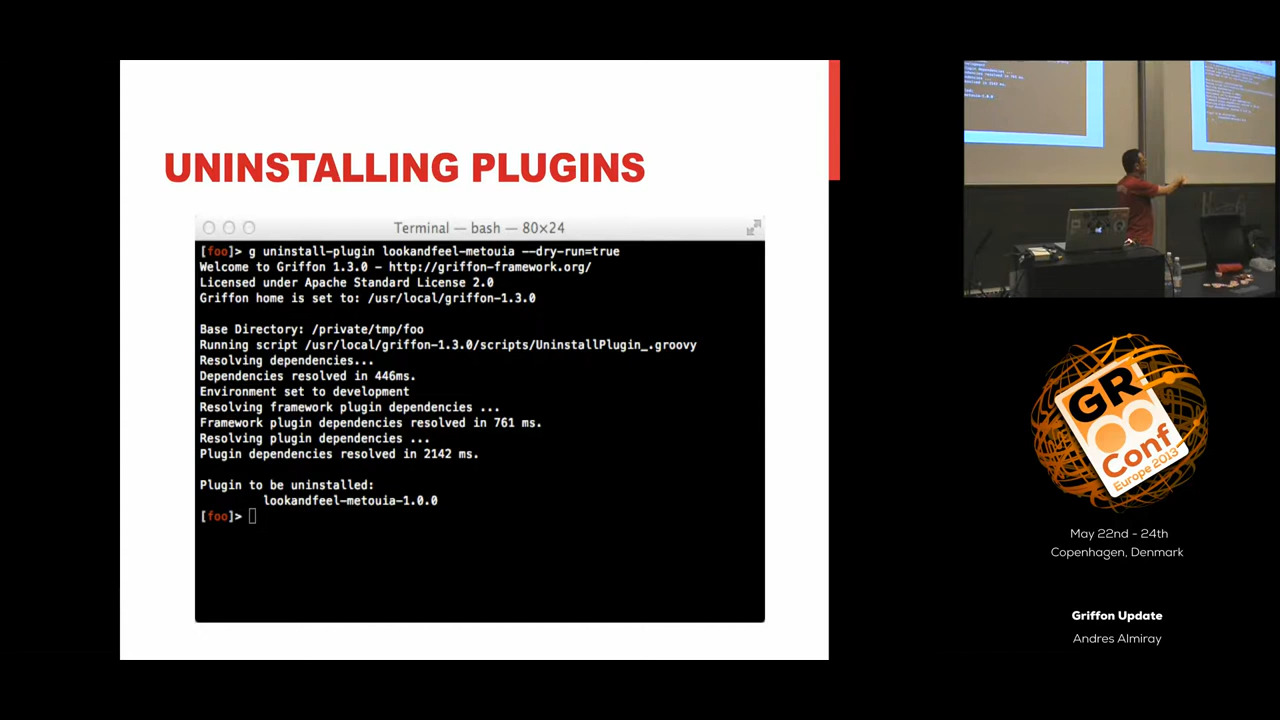 UNINSTALLING PLUGINS
Terminal — bash — 80×24
[foo]> g uninstall-plugin lookandfeel-metouia --dry-run=true
Welcome to Griffon 1.3.0 - http://griffon-framework.org/
Licensed under Apache Standard License 2.0
Griffon home is set to: /usr/local/griffon-1.3.0
Base Directory: /private/tmp/foo
Running script /usr/local/griffon-1.3.0/scripts/UninstallPlugin_.groovy
Resolving dependencies...
Dependencies resolved in 446ms.
Environment set to development
Resolving framework plugin dependencies ...
Framework plugin dependencies resolved in 761 ms.
Resolving plugin dependencies ...
Plugin dependencies resolved in 2142 ms.
Plugin to be uninstalled:
lookandfeel-metouia-1.0.0
[foo]>
GR
Conf
Europe 2013
May 22nd - 24th
Copenhagen, Denmark
Griffon Update
Andres Almiray